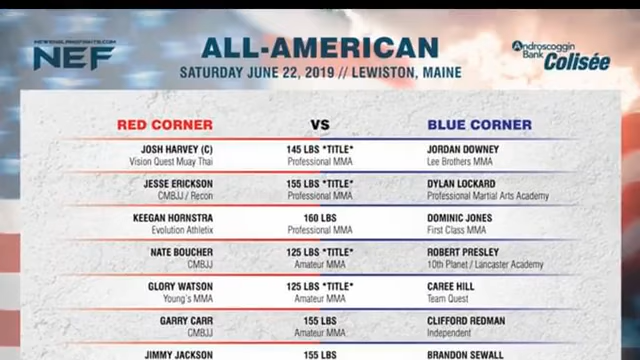 NEWENGLANDFIGHTS.COM
NEF
ALL-AMERICAN
SATURDAY JUNE 22, 2019 // LEWISTON, MAINE
Androscoggin
Bank
Colisée
RED CORNER VS BLUE CORNER
JOSH HARVEY (C) 145 LBS *TITLE* JORDAN DOWNEY
Vision Quest Muay Thai Professional MMA Lee Brothers MMA
JESSE ERICKSON 155 LBS *TITLE* DYLAN LOCKARD
CMBJJ / Recon Professional MMA Professional Martial Arts Academy
KEEGAN HORNSTRA 160 LBS DOMINIC JONES
Evolution Athletix Professional MMA First Class MMA
NATE BOUCHER 125 LBS *TITLE* ROBERT PRESLEY
CMBJJ Amateur MMA 10th Planet / Lancaster Academy
GLORY WATSON 125 LBS *TITLE* CAREE HILL
Young's MMA Amateur MMA Team Quest
GARRY CARR 155 LBS CLIFFORD REDMAN
CMBJJ Amateur MMA Independent
JIMMY JACKSON 155 LBS BRANDON SEWALL